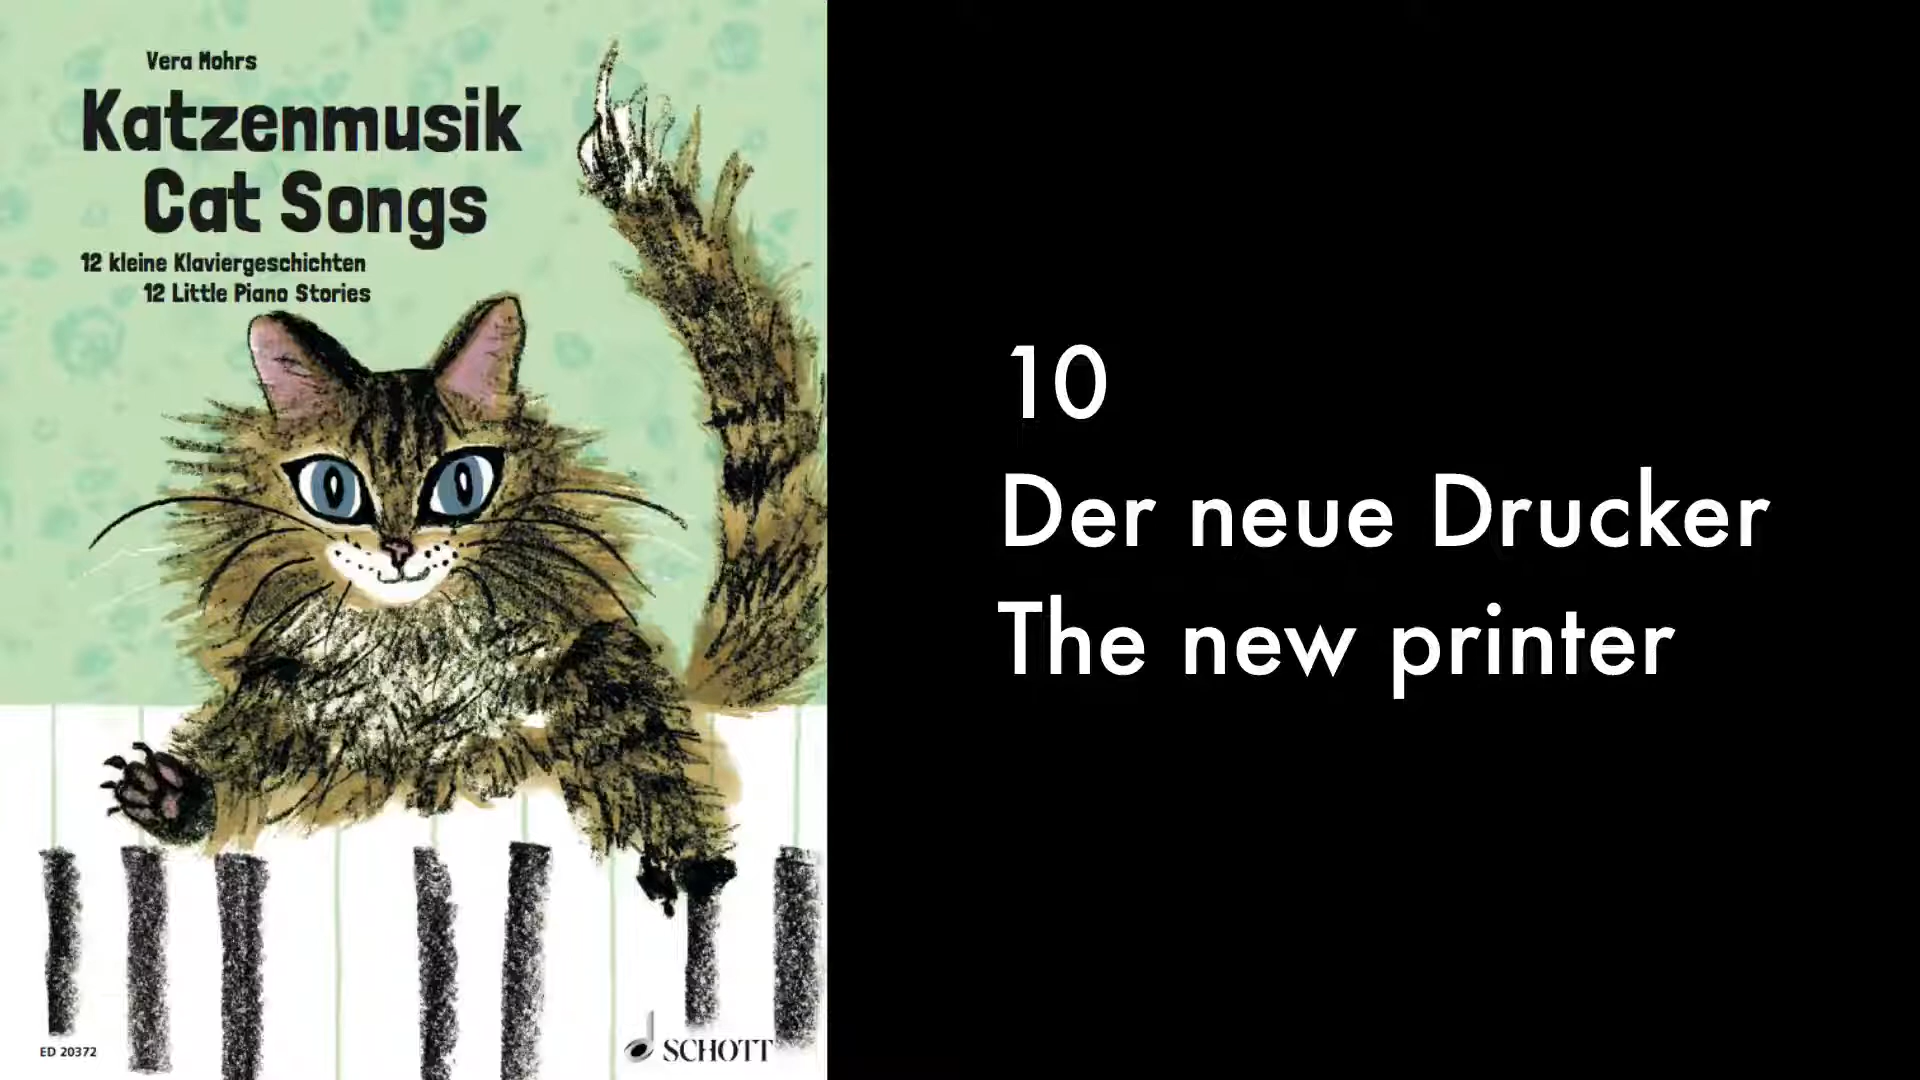 Vera Mohrs
Katzenmusik
Cat Songs
12 kleine Klaviergeschichten
12 Little Piano Stories
ED 20372
SCHOTT
10
Der neue Drucker
The new printer